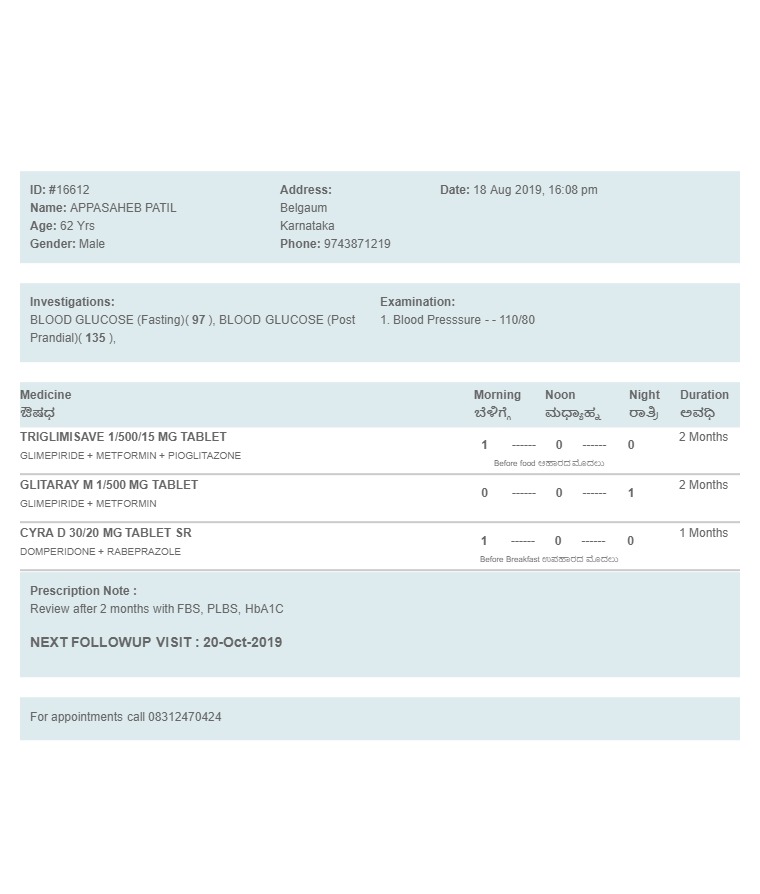 ID: #16612
Name: APPASAHEB PATIL
Age: 62 Yrs
Gender: Male
Address:
Belgaum
Karnataka
Phone: 9743871219
Date: 18 Aug 2019, 16:08 pm
Investigations:
BLOOD GLUCOSE (Fasting)( 97 ), BLOOD GLUCOSE (Post
Prandial)( 135 ),
Examination:
1. Blood Presssure - - 110/80
Medicine Morning Noon Night Duration
ಔಷಧ ಬೆಳಿಗ್ಗೆ ಮಧ್ಯಾಹ್ನ ರಾತ್ರಿ ಅವಧಿ
TRIGLIMISAVE 1/500/15 MG TABLET 1 ------ 0 ------ 0 2 Months
GLIMEPIRIDE + METFORMIN + PIOGLITAZONE
Before food ಆಹಾರದ ಮೊದಲು
GLITARAY M 1/500 MG TABLET 0 ------ 0 ------ 1 2 Months
GLIMEPIRIDE + METFORMIN
CYRA D 30/20 MG TABLET SR 1 ------ 0 ------ 0 1 Months
DOMPERIDONE + RABEPRAZOLE
Before Breakfast ಉಪಹಾರದ ಮೊದಲು
Prescription Note :
Review after 2 months with FBS, PLBS, HbA1C
NEXT FOLLOWUP VISIT : 20-Oct-2019
For appointments call 08312470424